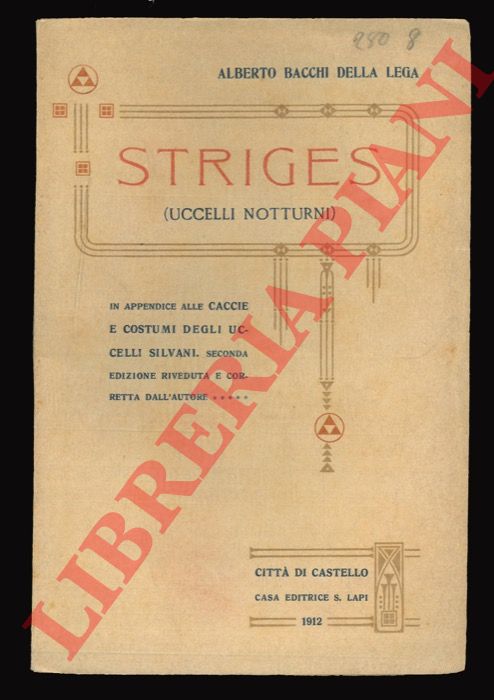 280 8
ALBERTO BACCHI DELLA LEGA
STRIGES
(UCCELLI NOTTURNI)
IN APPENDICE ALLE CACCIE
E COSTUMI DEGLI UC-
CELLI SILVANI. SECONDA
EDIZIONE RIVEDUTA E COR-
RETTA DALL'AUTORE *****
CITTÀ DI CASTELLO
CASA EDITRICE S. LAPI
1912
LIBRERIA PIANI